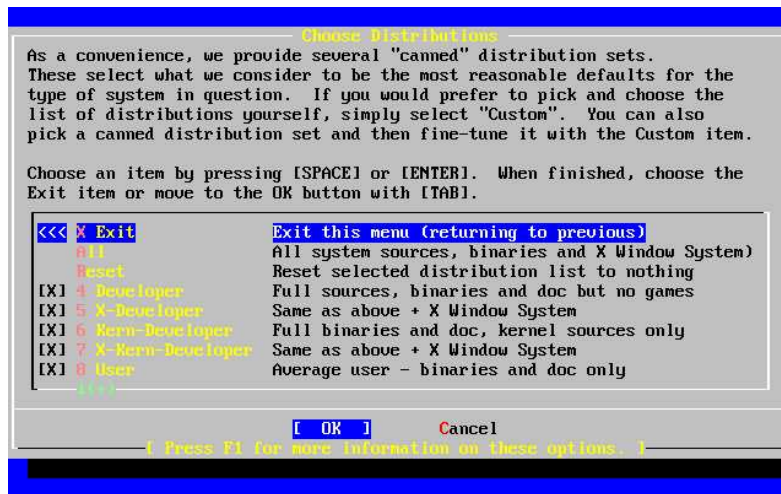 Choose Distributions
As a convenience, we provide several "canned" distribution sets.
These select what we consider to be the most reasonable defaults for the
type of system in question.  If you would prefer to pick and choose the
list of distributions yourself, simply select "Custom".  You can also
pick a canned distribution set and then fine-tune it with the Custom item.
Choose an item by pressing [SPACE] or [ENTER].  When finished, choose the
Exit item or move to the OK button with [TAB].
<<< X Exit Exit this menu (returning to previous)
All All system sources, binaries and X Window System)
Reset Reset selected distribution list to nothing
[X] 4 Developer Full sources, binaries and doc but no games
[X] 5 X-Developer Same as above + X Window System
[X] 6 Kern-Developer Full binaries and doc, kernel sources only
[X] 7 X-Kern-Developer Same as above + X Window System
[X] 8 User Average user - binaries and doc only
(+)
[ OK ] Cancel
[ Press F1 for more information on these options. ]